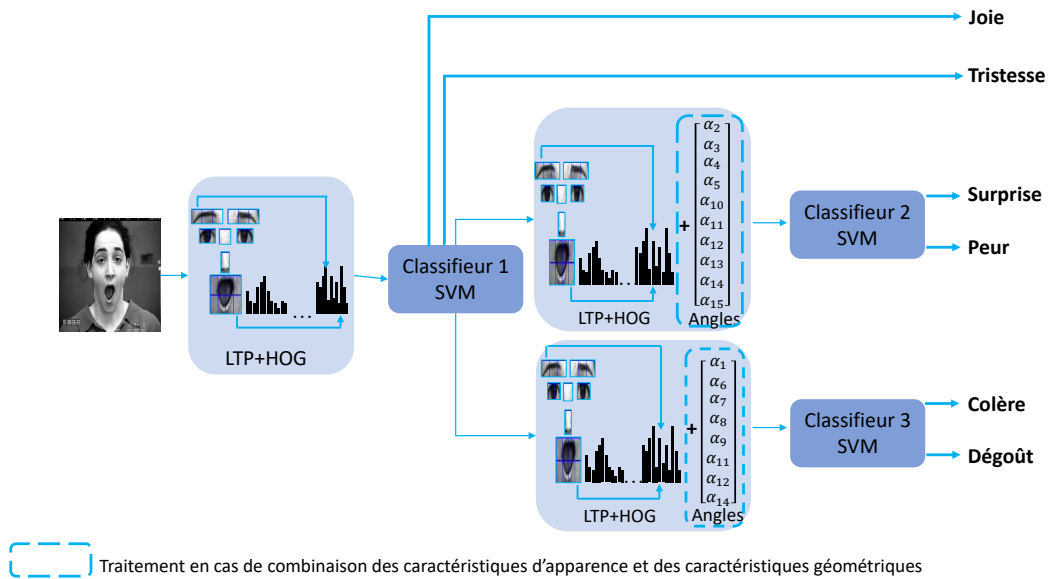 Joie
Tristesse
LTP+HOG
Classifieur 1
SVM
+
α2
α3
α4
α5
α10
α11
α12
α13
α14
α15
...
LTP+HOG
Angles
Classifieur 2
SVM
Surprise
Peur
...
+
α1
α6
α7
α8
α9
α11
α12
α14
...
LTP+HOG
Angles
Classifieur 3
SVM
Colère
Dégoût
Traitement en cas de combinaison des caractéristiques d’apparence et des caractéristiques géométriques